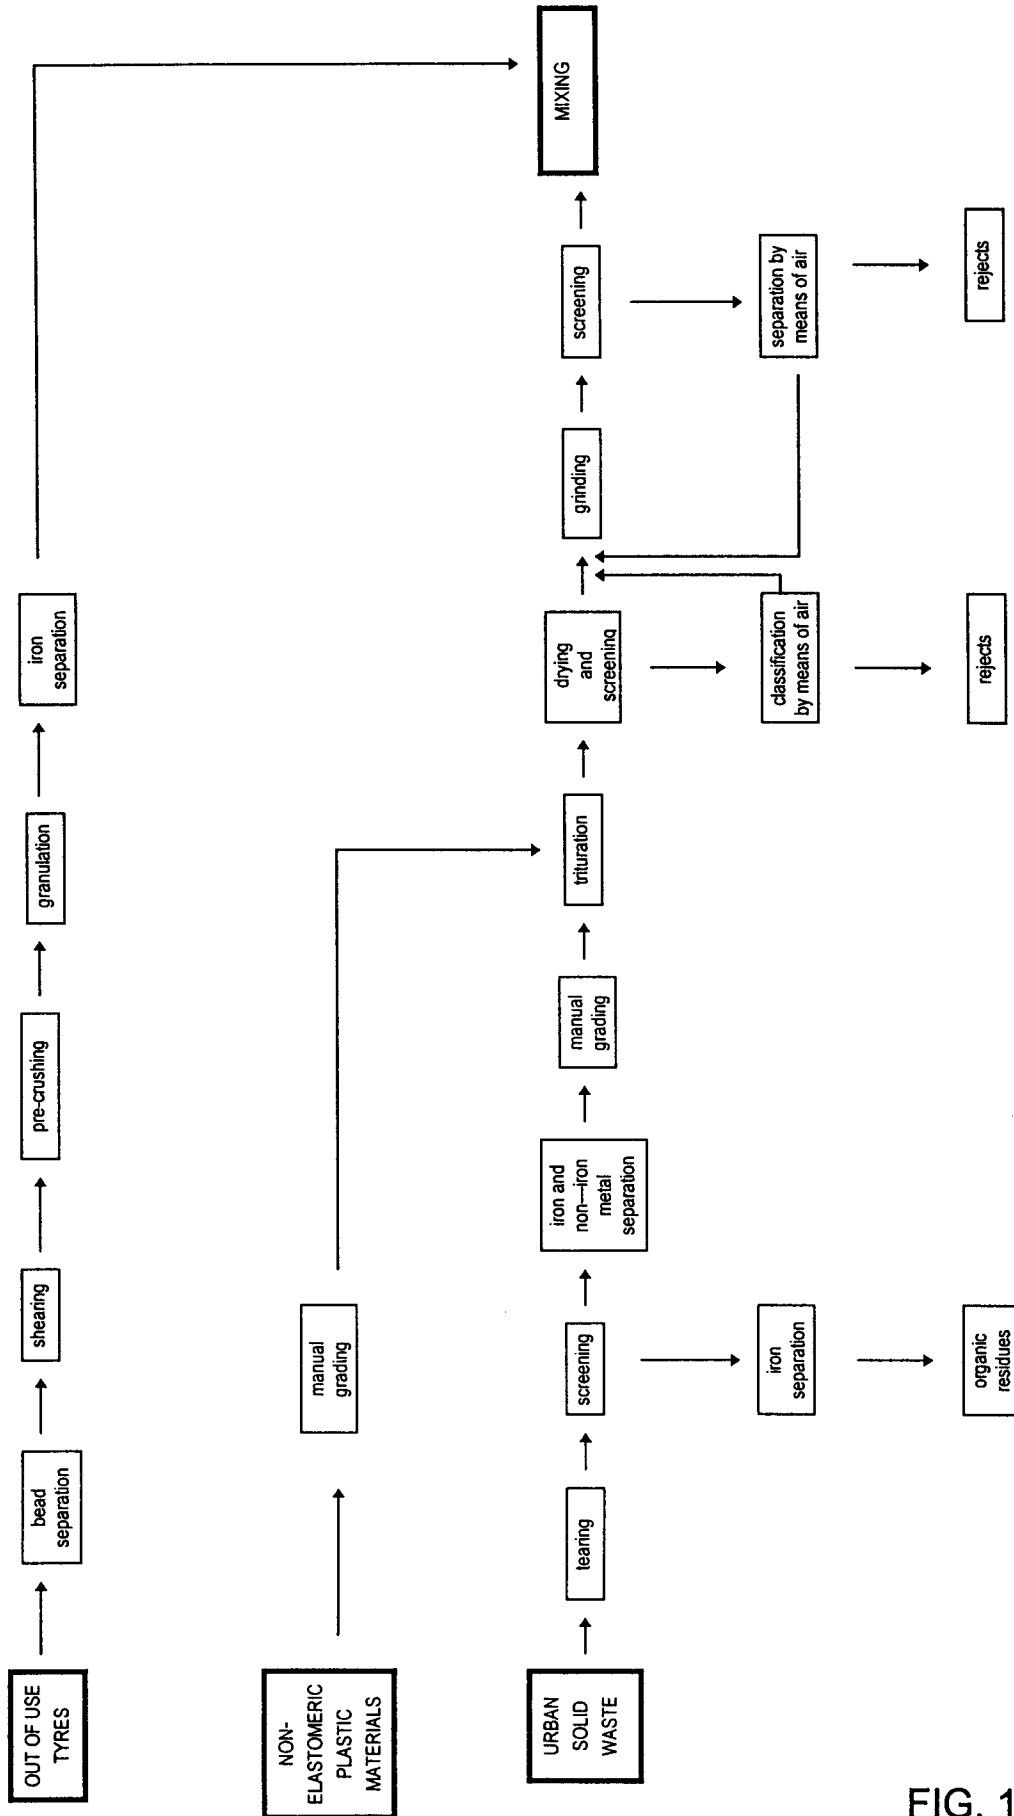 OUT OF USE
TYRES
bead
separation
shearing
pre-crushing
granulation
iron
separation
NON-
ELASTOMERIC
PLASTIC
MATERIALS
manual
grading
URBAN
SOLID
WASTE
tearing
screening
iron and
non—iron
metal
separation
manual
grading
trituration
drying
and
screening
grinding
screening
MIXING
iron
separation
classification
by means of air
separation by
means of air
organic
residues
rejects
rejects
FIG. 1